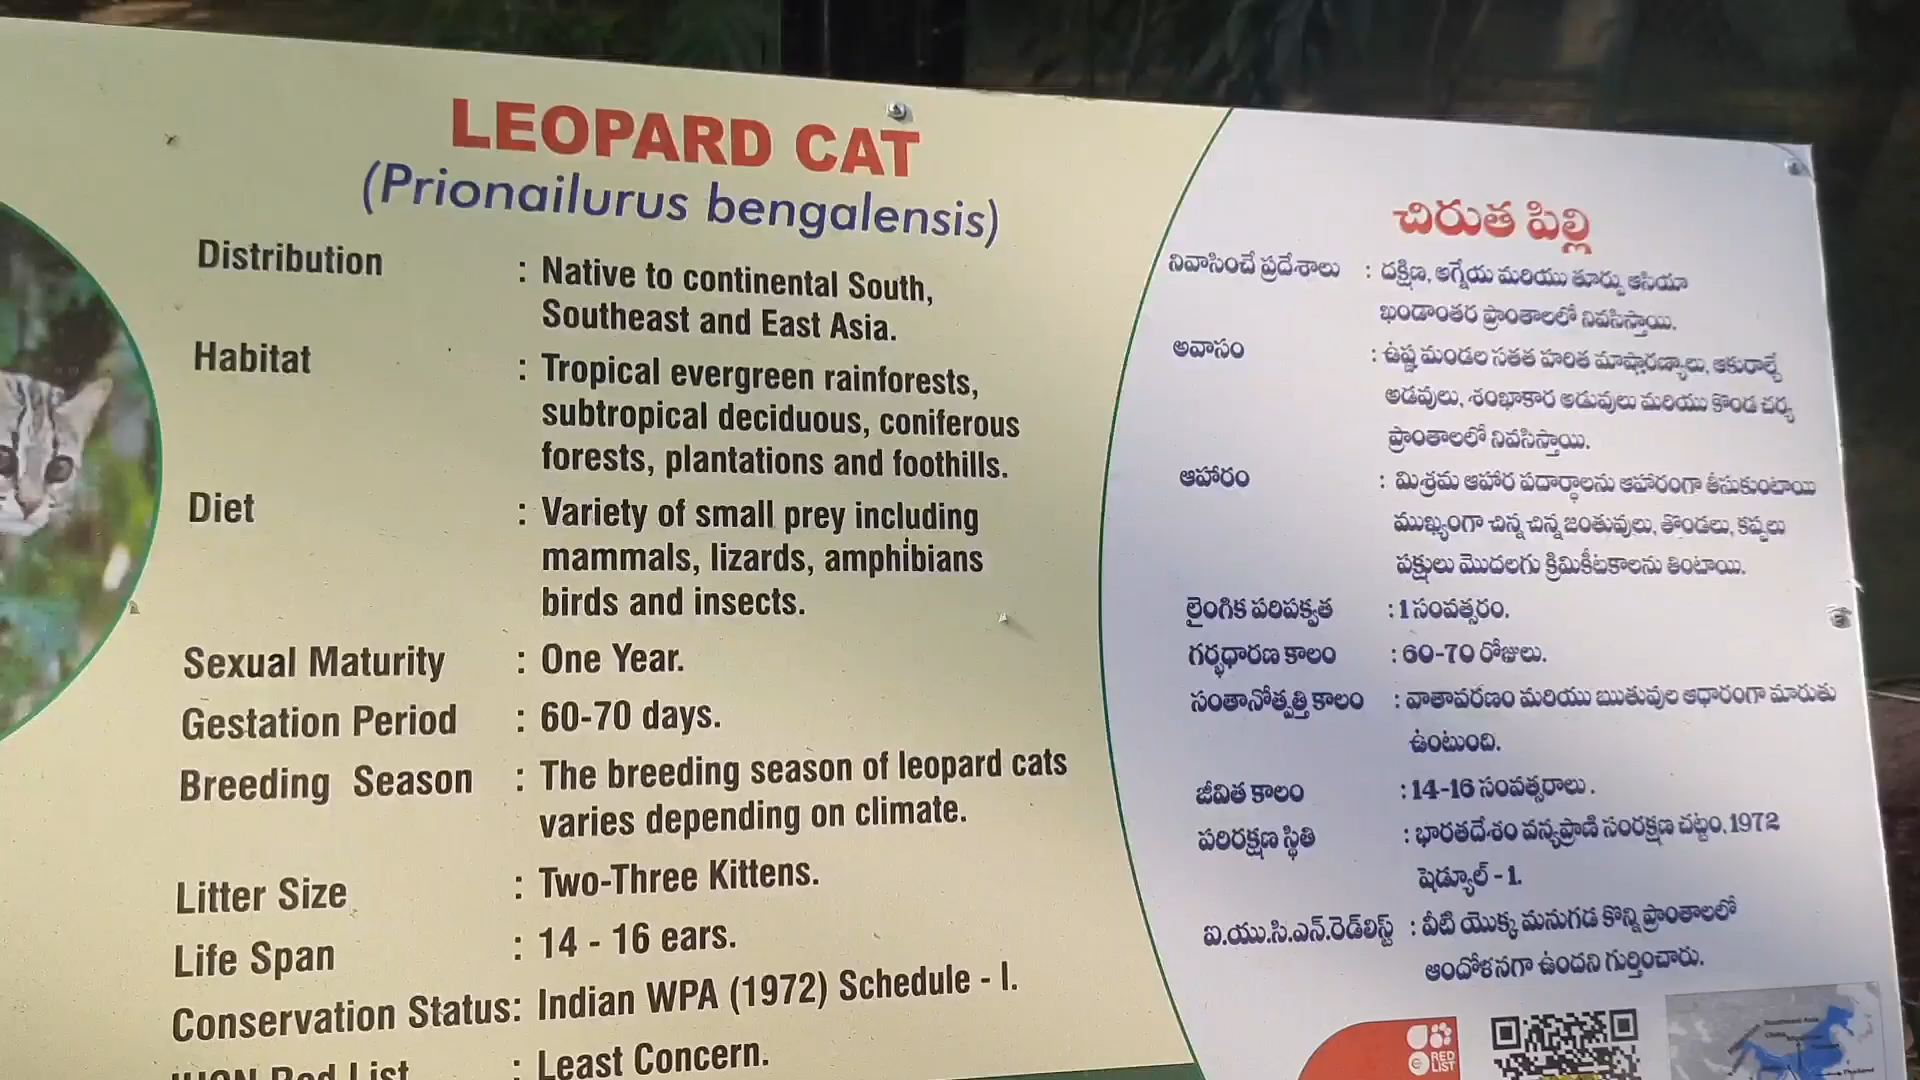 LEOPARD CAT
(Prionailurus bengalensis)
Distribution : Native to continental South,
Southeast and East Asia.
Habitat : Tropical evergreen rainforests,
subtropical deciduous, coniferous
forests, plantations and foothills.
Diet : Variety of small prey including
mammals, lizards, amphibians
birds and insects.
Sexual Maturity : One Year.
Gestation Period : 60-70 days.
Breeding Season : The breeding season of leopard cats
varies depending on climate.
Litter Size : Two-Three Kittens.
Life Span : 14 - 16 ears.
Conservation Status: Indian WPA (1972) Schedule - I.
Red List : Least Concern.
చిరుత పిల్లి
నివాసించే ప్రదేశాలు : దక్షిణ, అగ్నేయ మరియు తూర్పు ఆసియా
ఖండాంతర ప్రాంతాలలో నివసిస్తాయి.
అవాసం : ఉష్ణ మండల సతత హరిత మాష్పారణ్యాలు, ఆకురాల్చే
అడవులు, శంఖాకార అడువులు మరియు కొండ చర్య
ప్రాంతాలలో నివసిస్తాయి.
ఆహారం : మిశ్రమ ఆహార పదార్థాలను ఆహారంగా తీసుకుంటాయి
ముఖ్యంగా చిన్న చిన్న జంతువులు, తొండలు, కప్పలు
పక్షులు మొదలగు క్రిమికీటకాలను తింటాయి.
లైంగిక పరిపక్వత : 1 సంవత్సరం.
గర్భధారణ కాలం : 60-70 రోజులు.
సంతానోత్పత్తి కాలం : వాతావరణం మరియు ఋతువుల ఆధారంగా మారుతు
ఉంటుంది.
జీవిత కాలం : 14-16 సంవత్సరాలు.
పరిరక్షణ స్థితి : భారతదేశం వన్యప్రాణి సంరక్షణ చట్టం, 1972
షెడ్యూల్ - 1.
ఐ.యు.సి.ఎన్.రెడ్‌లిస్ట్ : వీటి యొక్క మనుగడ కొన్ని ప్రాంతాలలో
ఆందోళనగా ఉందని గుర్తించారు.
RED
LIST